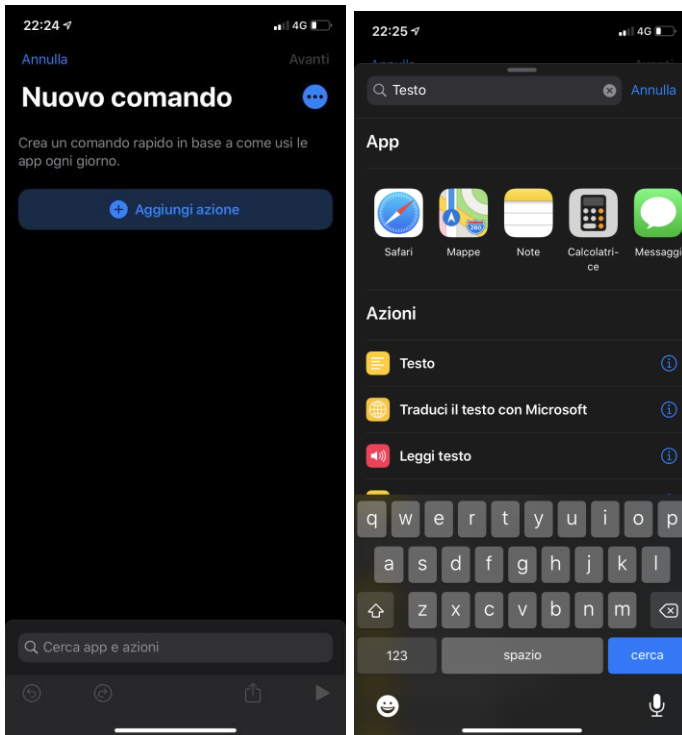 22:24
4G
Annulla
Avanti
Nuovo comando
Crea un comando rapido in base a come usi le
app ogni giorno.
Aggiungi azione
Cerca app e azioni
22:25
4G
Testo
Annulla
App
Safari
Mappe
280
Note
Calcolatri-
ce
Messaggi
Azioni
Testo
Traduci il testo con Microsoft
Leggi testo
q w e r t y u i o p
a s d f g h j k l
z x c v b n m
123
spazio
cerca